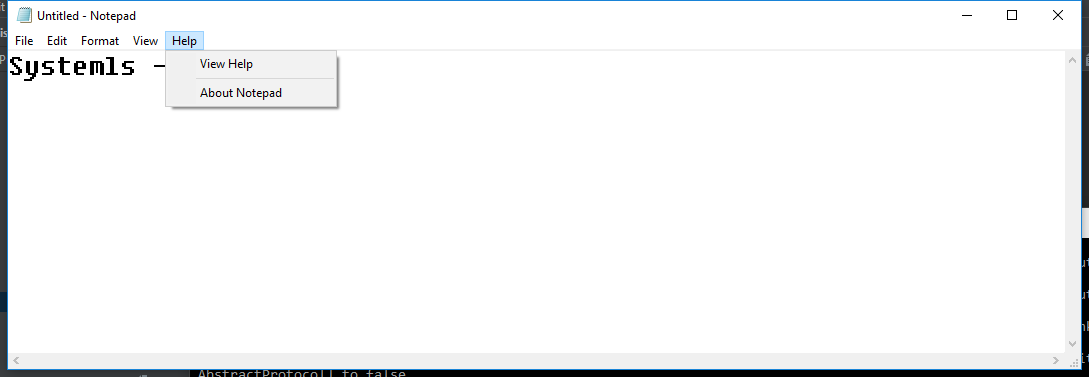 Untitled - Notepad
File Edit Format View Help
View Help
About Notepad
Systemls -
AbstractProtocol] to false